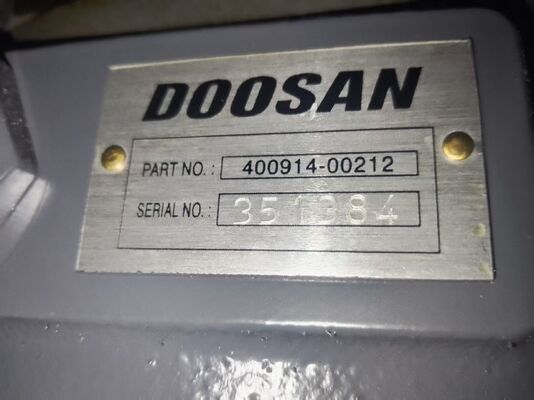 DOOSAN
PART NO. : 400914-00212
SERIAL NO. : 351384